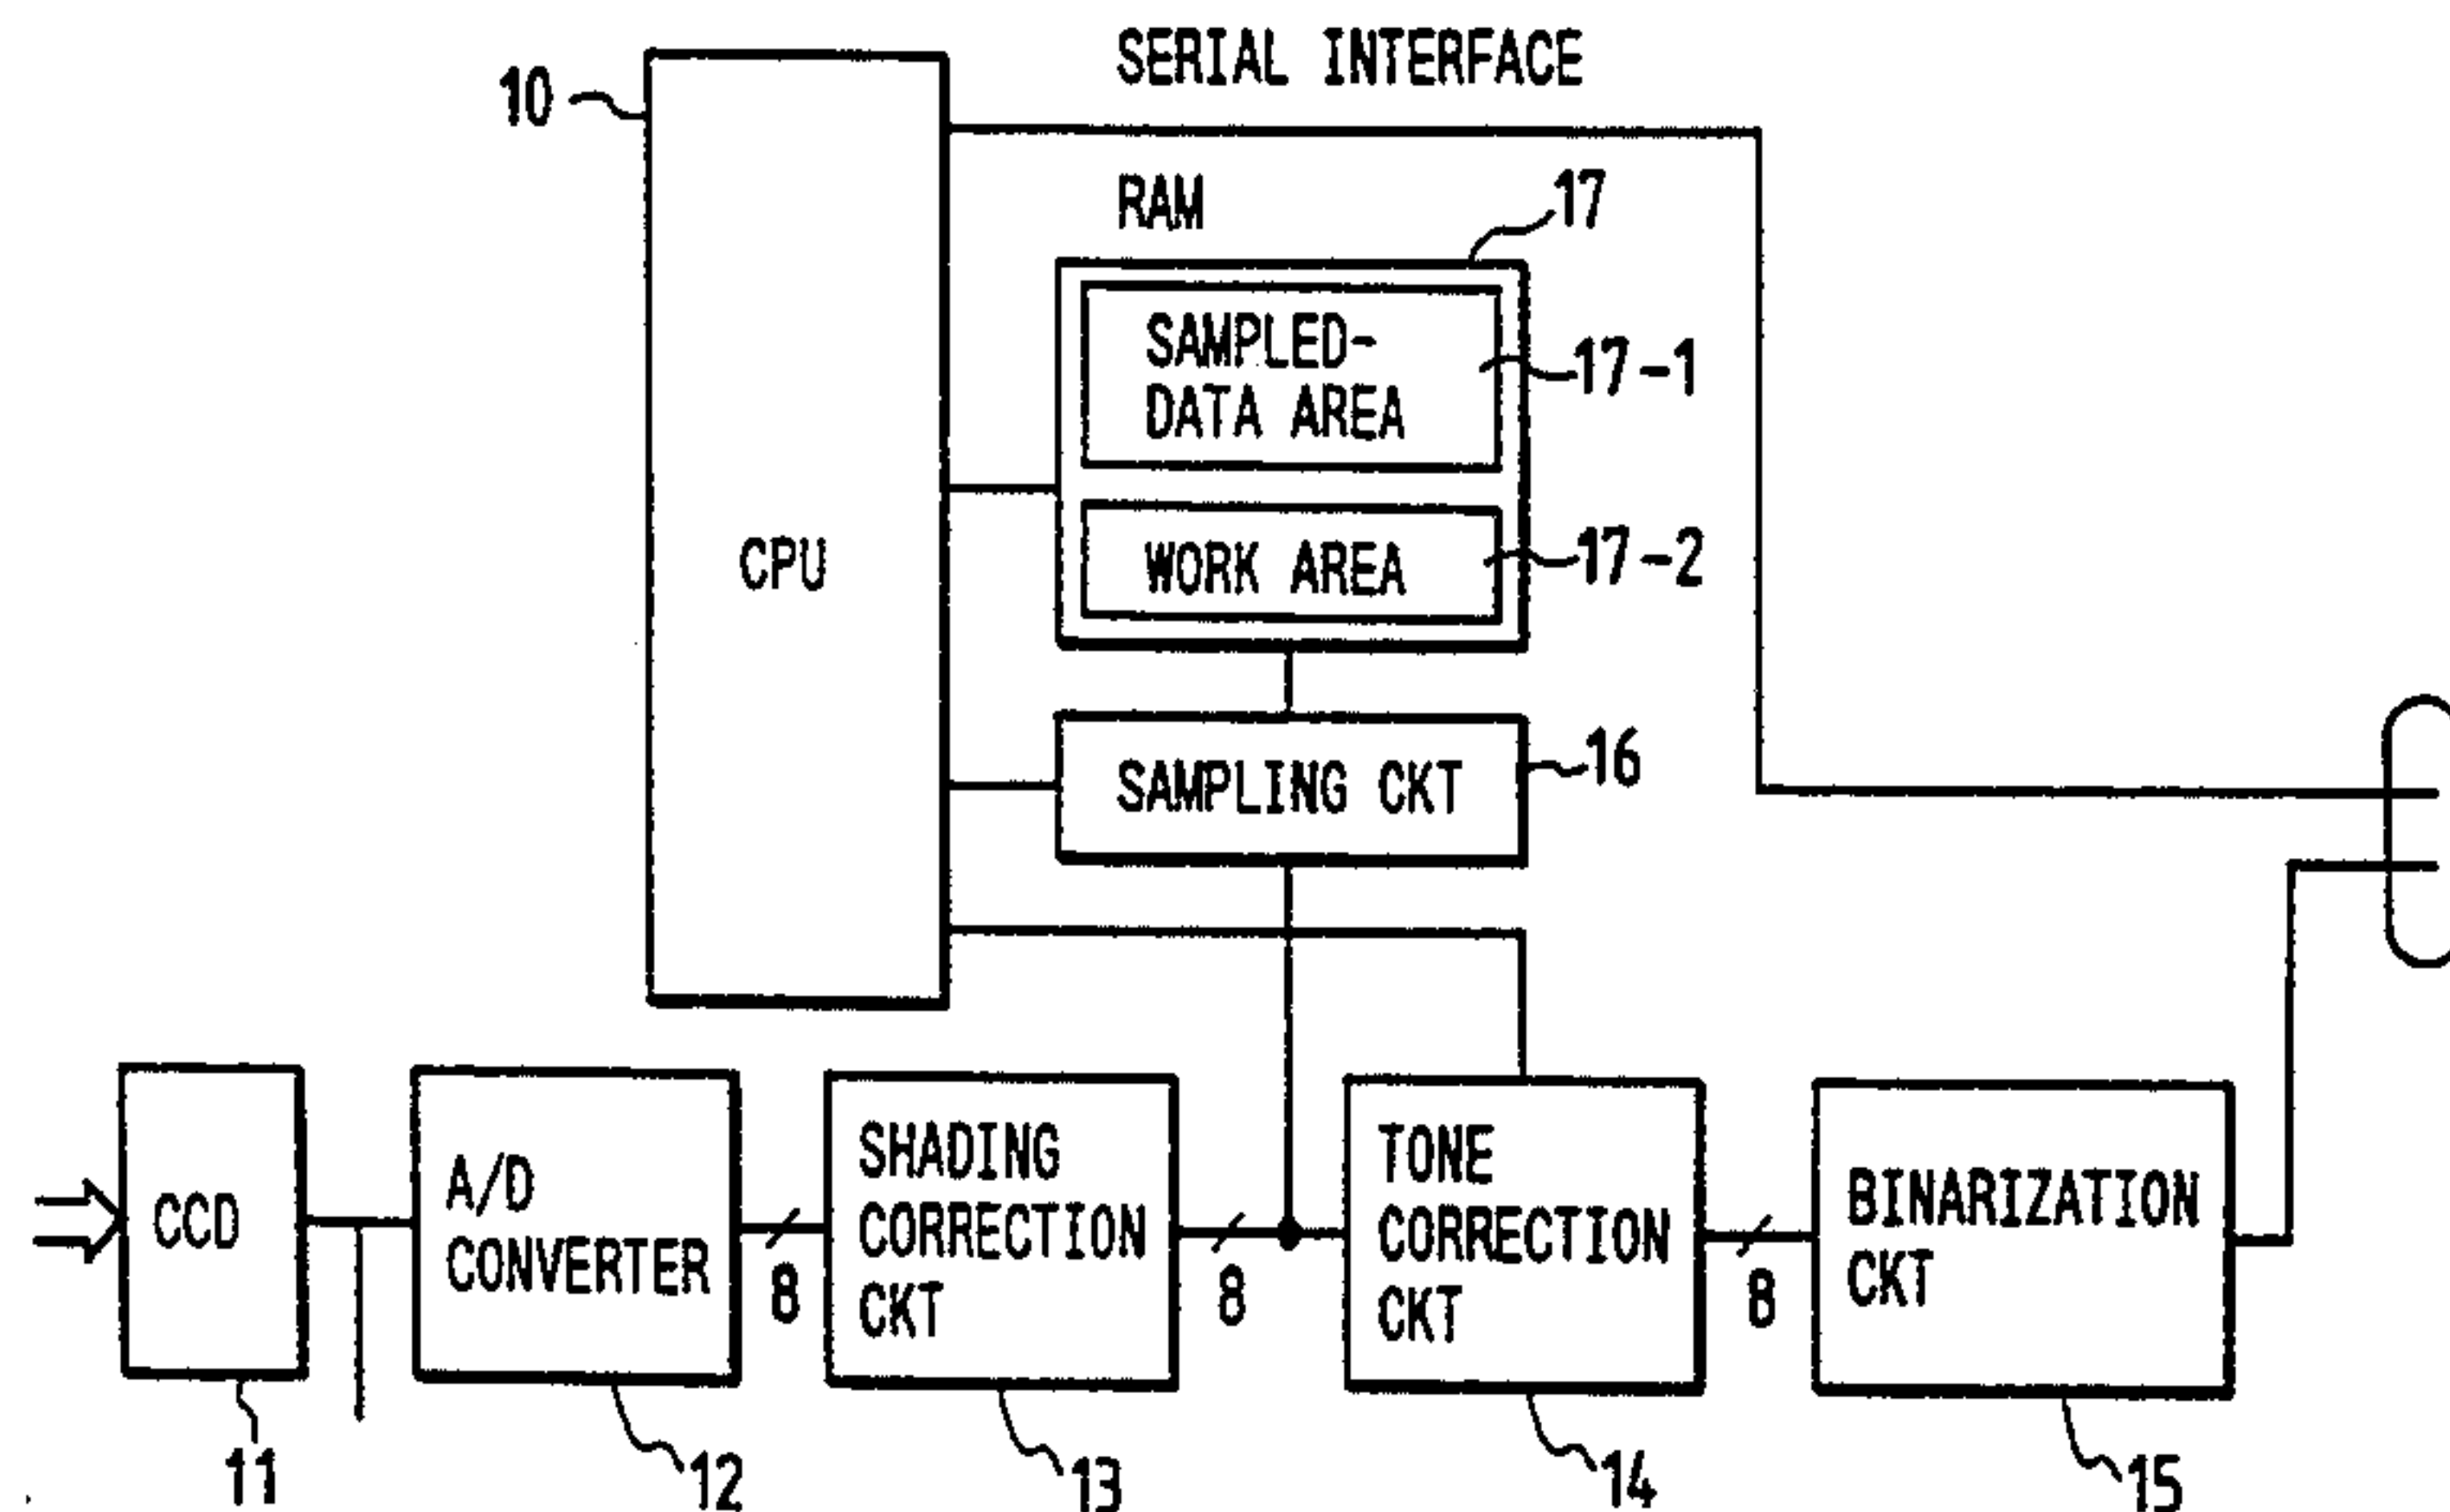 SERIAL INTERFACE
10
RAM
17
SAMPLED-
DATA AREA
17-1
CPU
WORK AREA
17-2
SAMPLING CKT
16
CCD
A/D
CONVERTER
8
SHADING
CORRECTION
CKT
8
TONE
CORRECTION
CKT
8
BINARIZATION
CKT
11
12
13
14
15